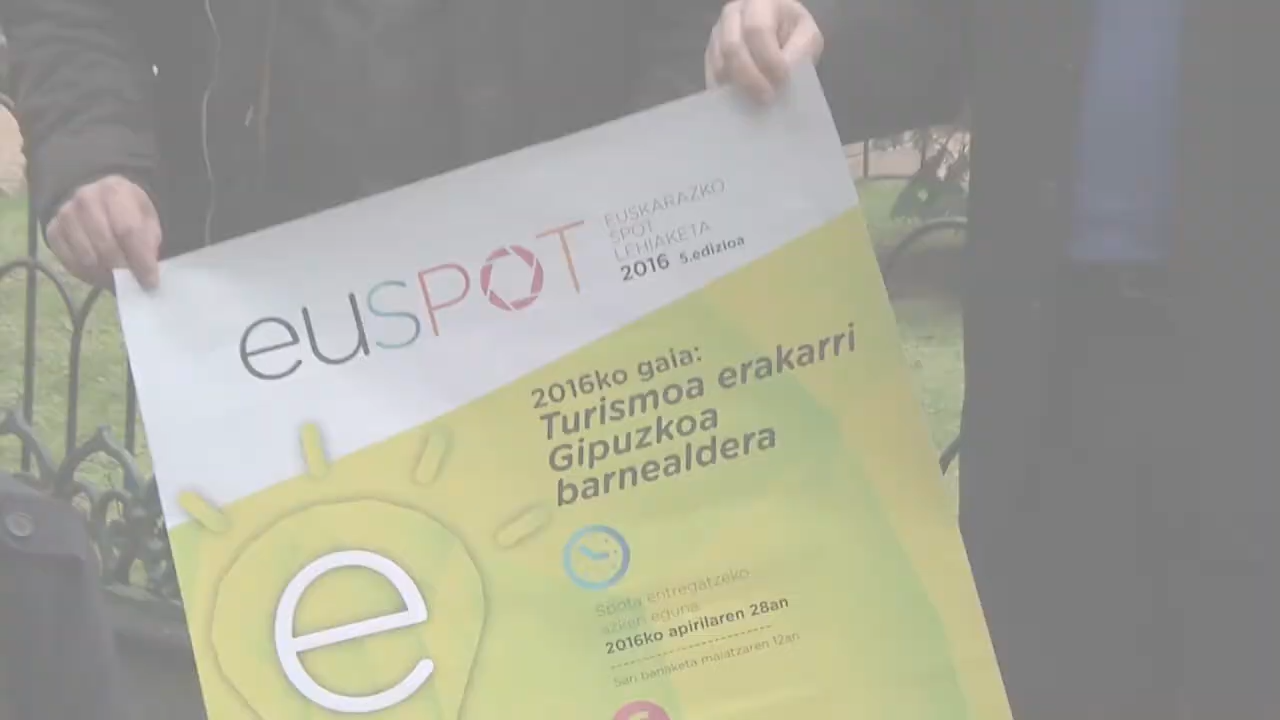 euSPOT
EUSKARAZKO
SPOT
LEHIAKETA
2016 5.edizioa
2016ko gaia:
Turismoa erakarri
Gipuzkoa
barnealdera
e
Spota entregatzeko
azken eguna
2016ko apirilaren 28an
Sari banaketa maiatzaren 12an